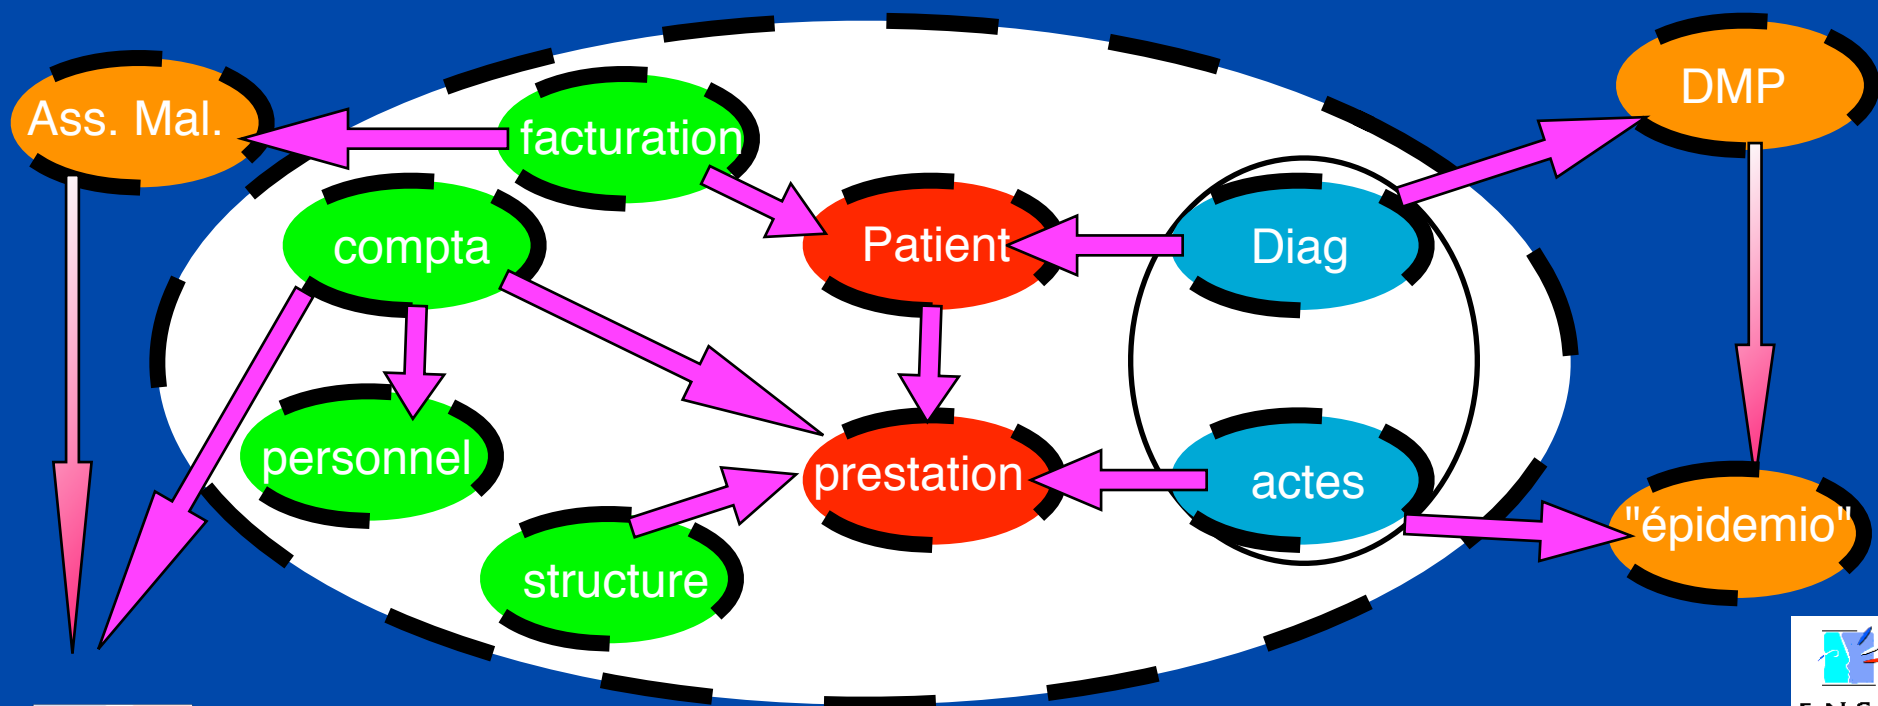 Ass. Mal.
facturation
DMP
compta
Patient
Diag
personnel
prestation
actes
structure
"épidemio"